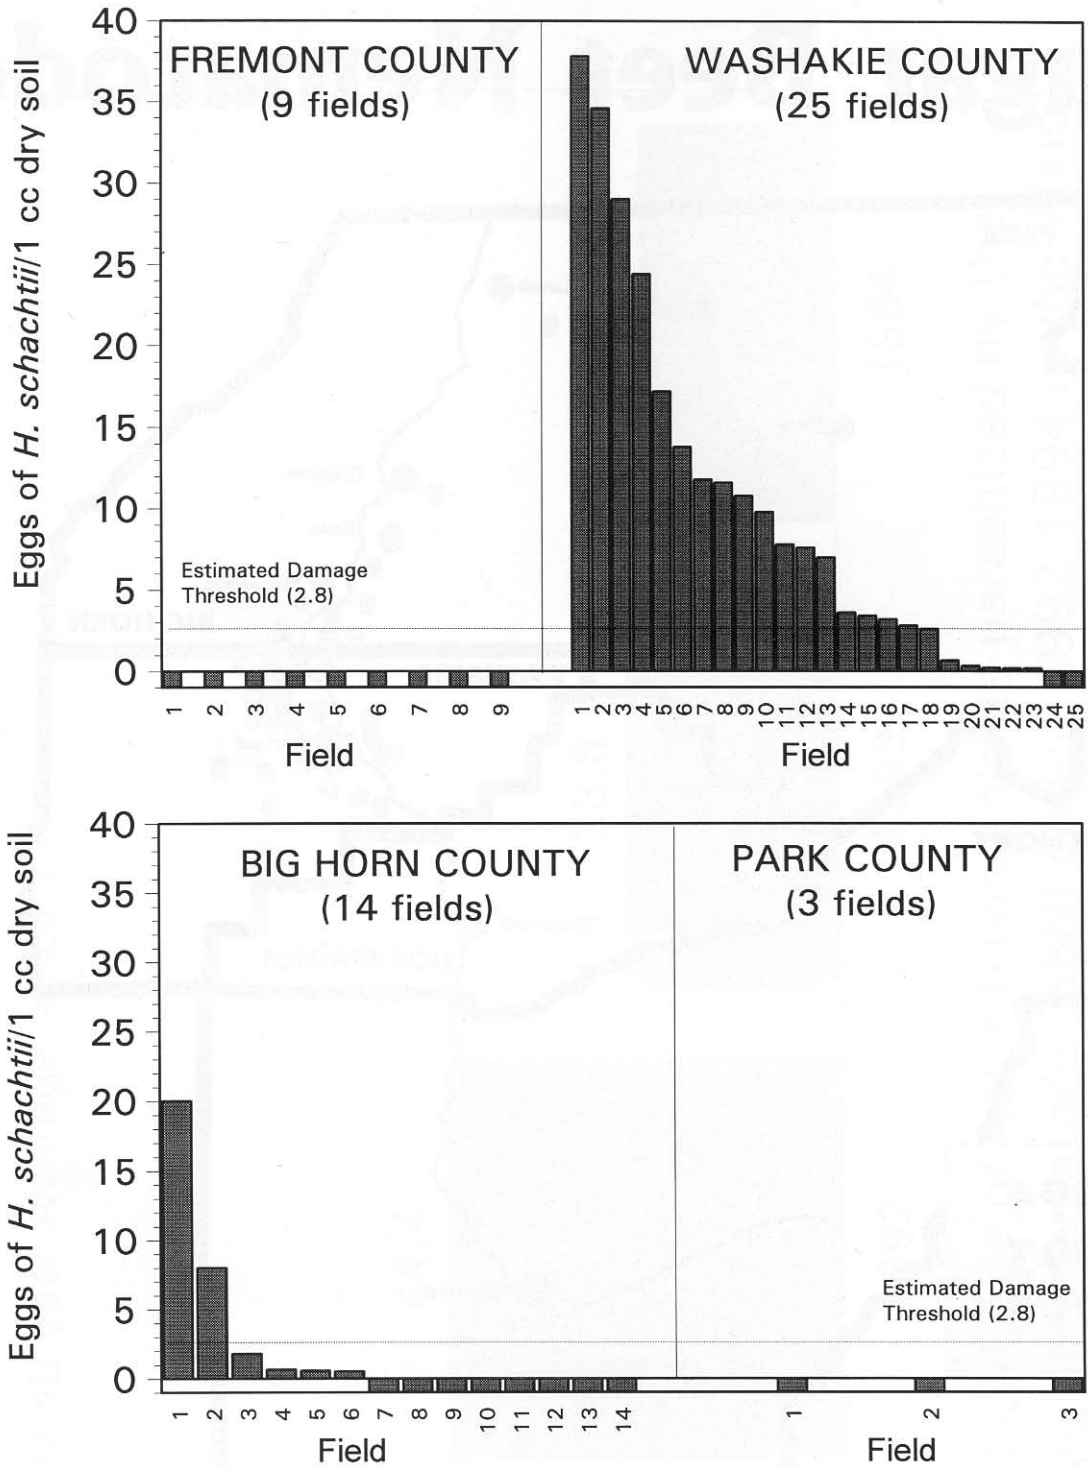 40
35
30
25
20
15
10
5
0
Eggs of H. schachtii/1 cc dry soil
FREMONT COUNTY
(9 fields)
WASHAKIE COUNTY
(25 fields)
Estimated Damage
Threshold (2.8)
1 2 3 4 5 6 7 8 9
1 2 3 4 5 6 7 8 9 10 11 12 13 14 15 16 17 18 19 20 21 22 23 24 25
Field
Field
40
35
30
25
20
15
10
5
0
Eggs of H. schachtii/1 cc dry soil
BIG HORN COUNTY
(14 fields)
PARK COUNTY
(3 fields)
Estimated Damage
Threshold (2.8)
1 2 3 4 5 6 7 8 9 10 11 12 13 14
1 2 3
Field
Field